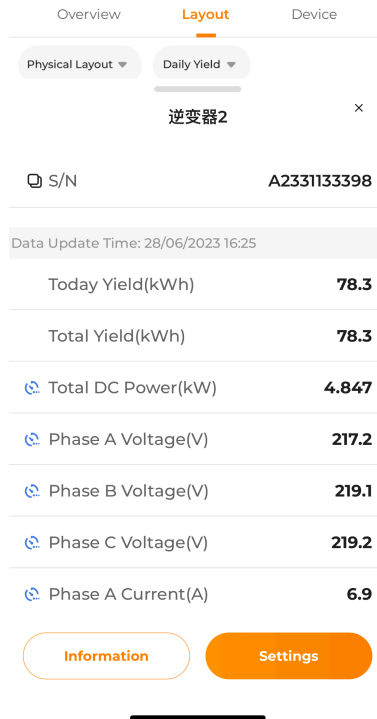 Overview Layout Device
Physical Layout Daily Yield
逆变器2
S/N A2331133398
Data Update Time: 28/06/2023 16:25
Today Yield(kWh) 78.3
Total Yield(kWh) 78.3
Total DC Power(kW) 4.847
Phase A Voltage(V) 217.2
Phase B Voltage(V) 219.1
Phase C Voltage(V) 219.2
Phase A Current(A) 6.9
Information Settings